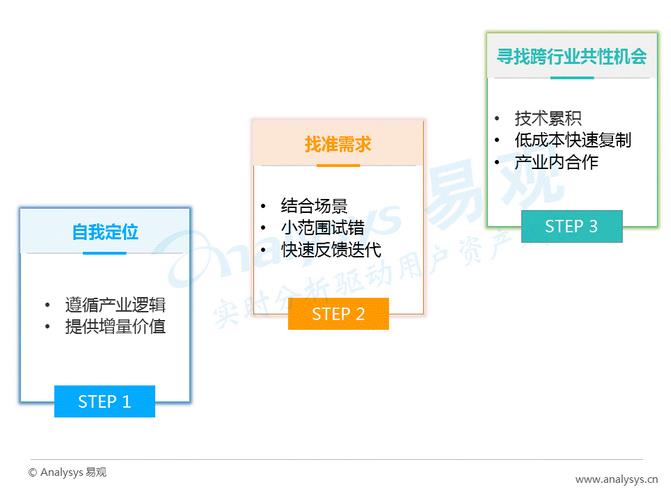 寻找跨行业共性机会
• 技术累积
• 低成本快速复制
• 产业内合作
STEP 3
找准需求
• 结合场景
• 小范围试错
• 快速反馈迭代
STEP 2
自我定位
• 遵循产业逻辑
• 提供增量价值
STEP 1
Analysys 易观
实时分析驱动用户资产
© Analysys 易观
www.analysys.cn